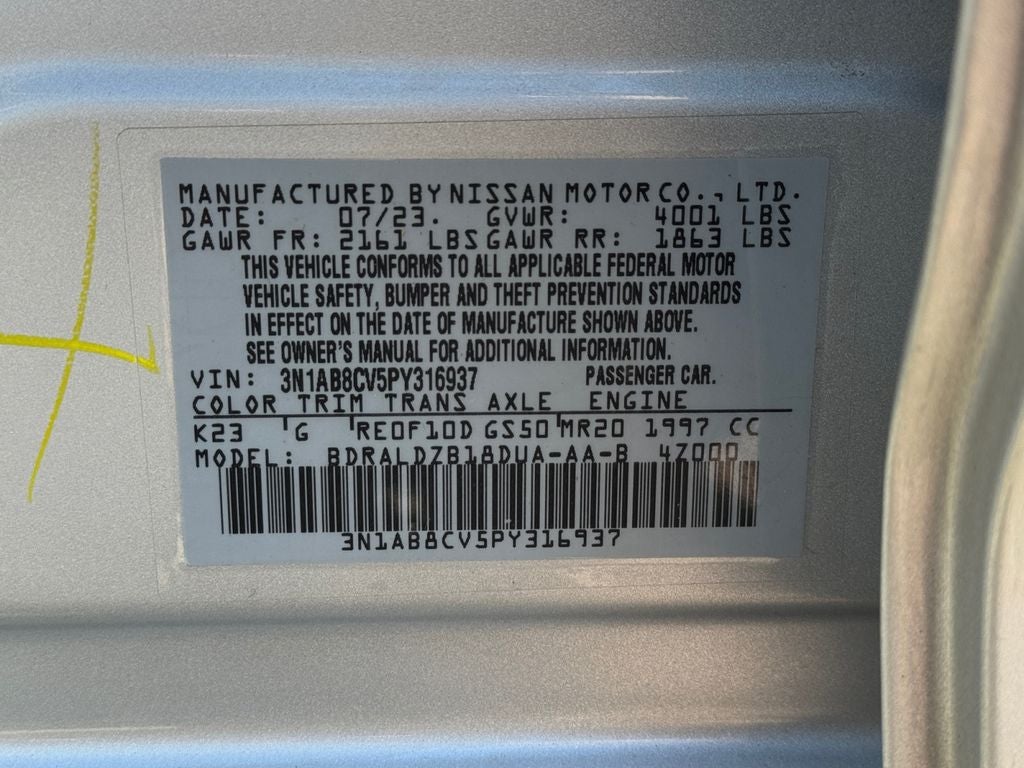 MANUFACTURED BY NISSAN MOTOR CO., LTD.
DATE: 07/23. GVWR: 4001 LBS
GAWR FR: 2161 LBS GAWR RR: 1863 LBS
THIS VEHICLE CONFORMS TO ALL APPLICABLE FEDERAL MOTOR
VEHICLE SAFETY, BUMPER AND THEFT PREVENTION STANDARDS
IN EFFECT ON THE DATE OF MANUFACTURE SHOWN ABOVE.
SEE OWNER'S MANUAL FOR ADDITIONAL INFORMATION.
VIN: 3N1AB8CV5PY316937 PASSENGER CAR.
COLOR TRIM TRANS AXLE ENGINE
K23 G RE0F10D GS50 MR20 1997 CC
MODEL: BDRALDZB18DUA-AA-B 4Z000
3N1AB8CV5PY316937